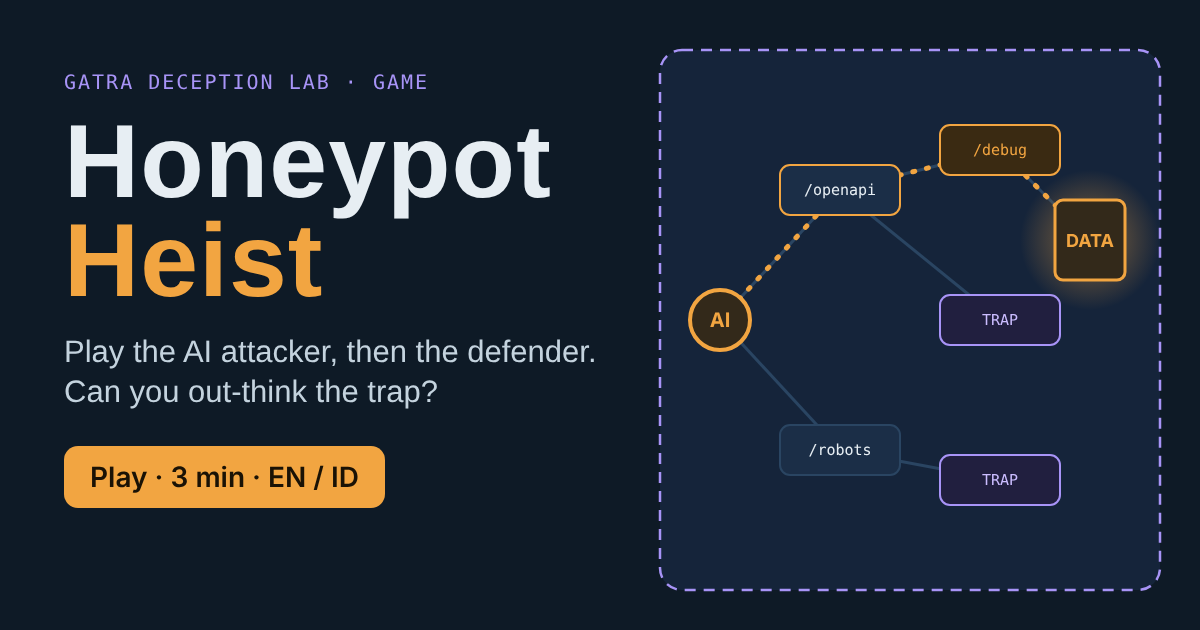 GATRA DECEPTION LAB · GAME
Honeypot
Heist
Play the AI attacker, then the defender.
Can you out-think the trap?
Play · 3 min · EN / ID
/debug
/openapi
DATA
AI
TRAP
/robots
TRAP